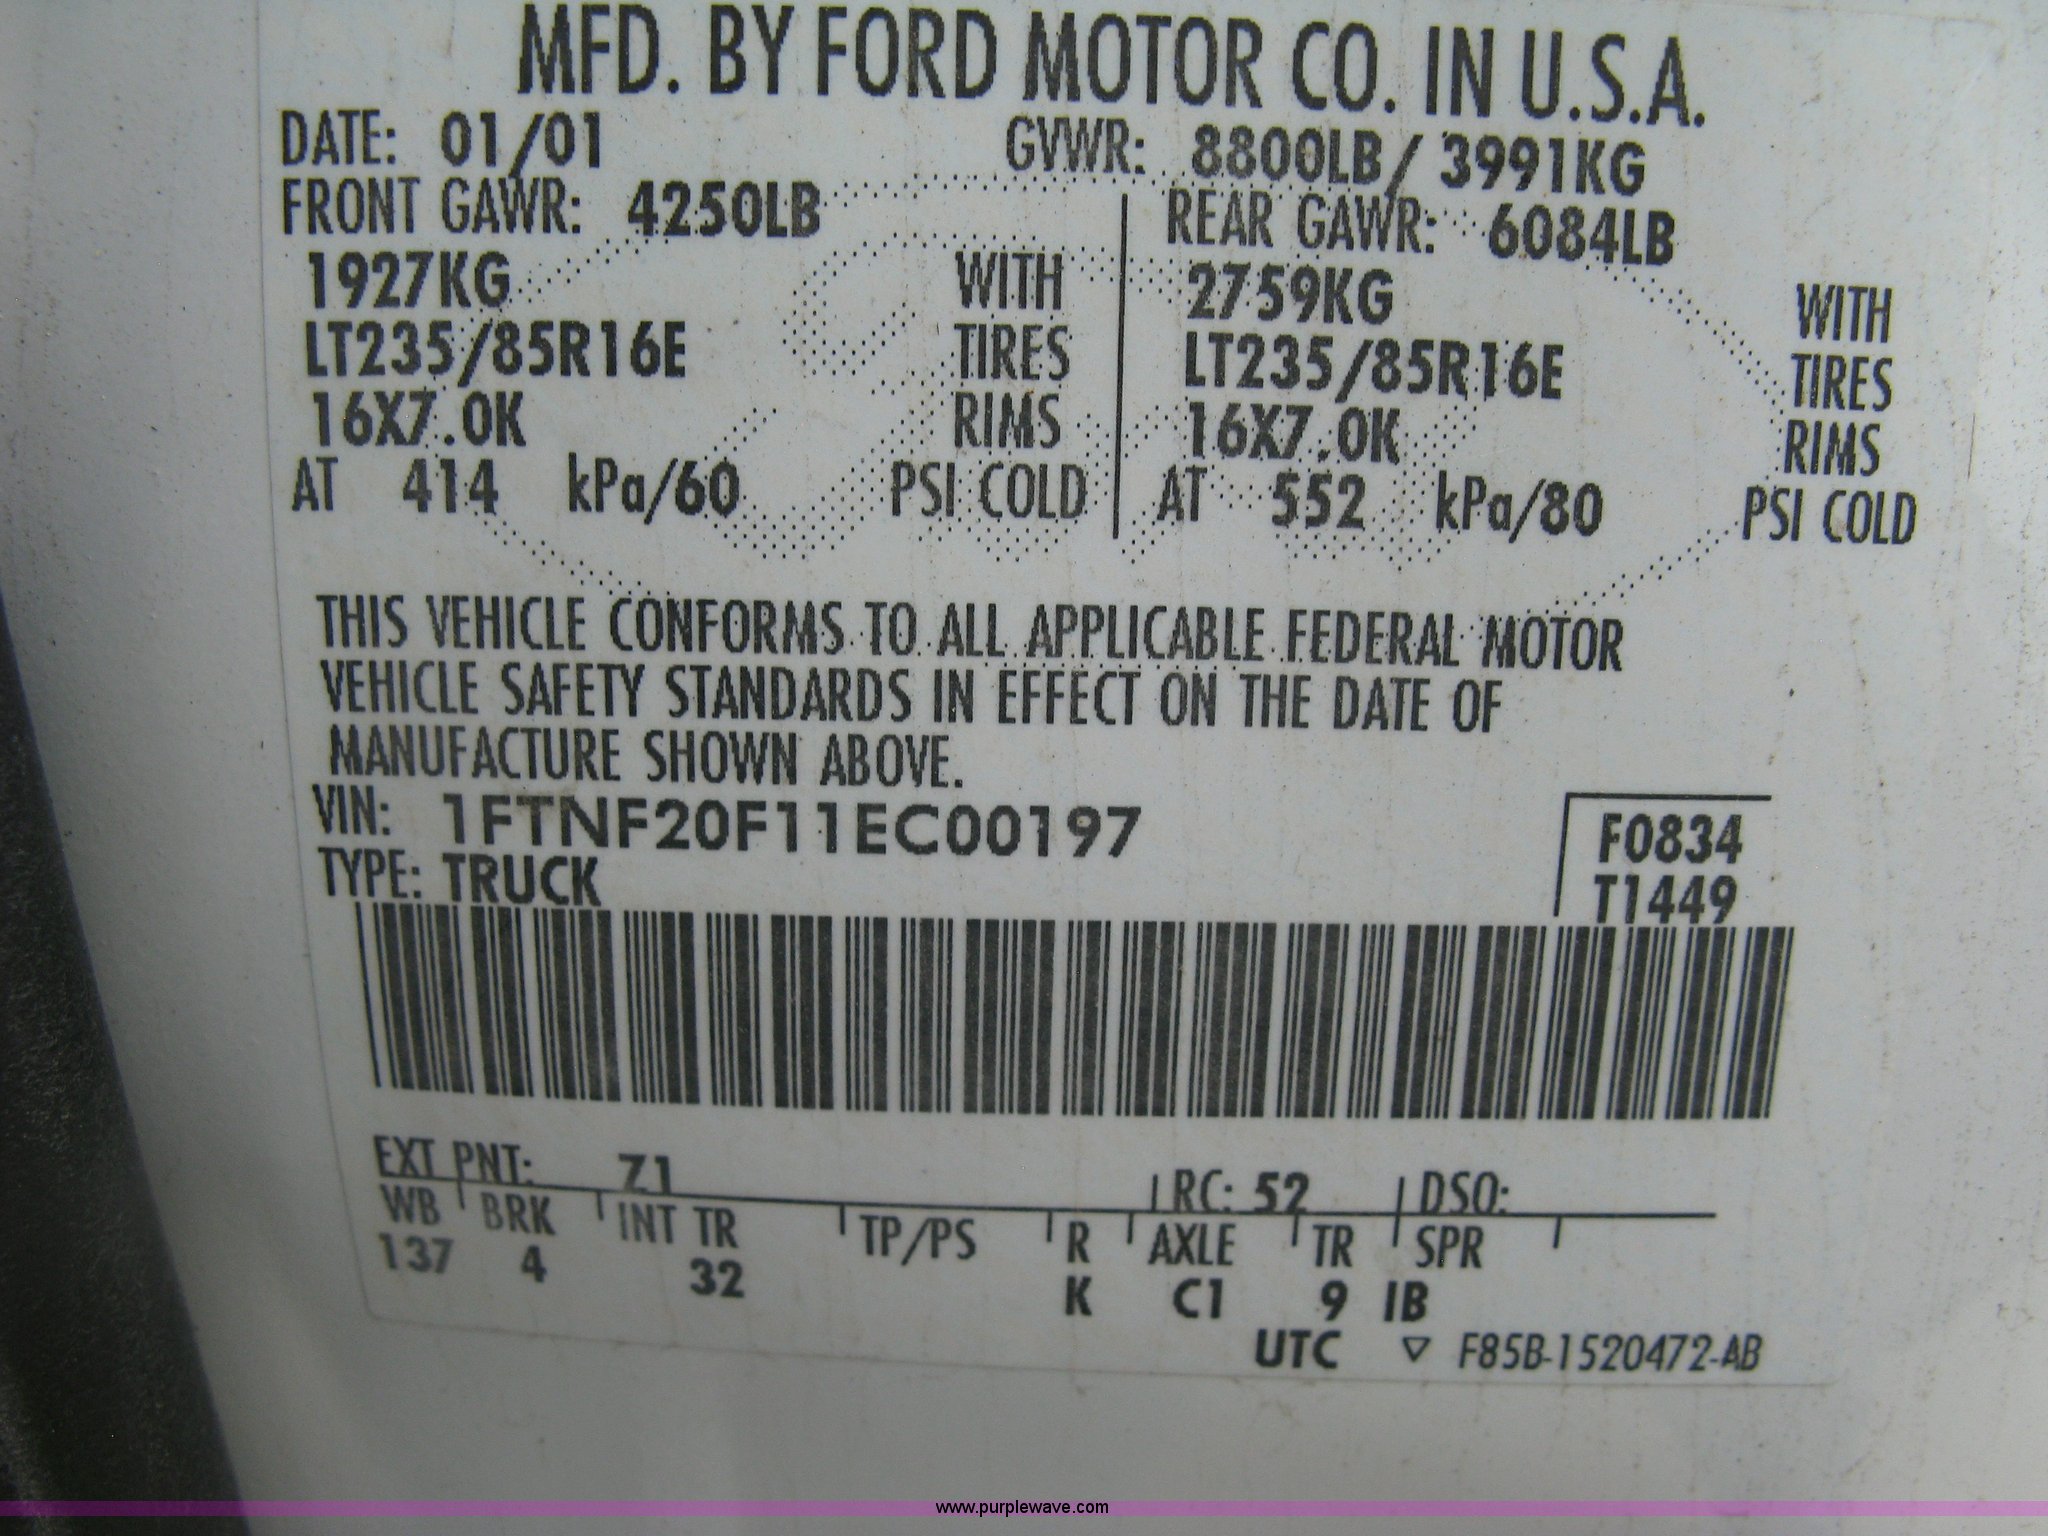 MFD. BY FORD MOTOR CO. IN U.S.A.
DATE: 01/01 GVWR: 8800LB/ 3991KG
FRONT GAWR: 4250LB REAR GAWR: 6084LB
1927KG WITH 2759KG WITH
LT235/85R16E TIRES LT235/85R16E TIRES
16X7.0K RIMS 16X7.0K RIMS
AT 414 kPa/60 PSI COLD AT 552 kPa/80 PSI COLD
THIS VEHICLE CONFORMS TO ALL APPLICABLE FEDERAL MOTOR
VEHICLE SAFETY STANDARDS IN EFFECT ON THE DATE OF
MANUFACTURE SHOWN ABOVE.
VIN: 1FTNF20F11EC00197 F0834
TYPE: TRUCK T1449
EXT PNT: Z1 RC: 52 DSO:
WB BRK INT TR TP/PS R AXLE TR SPR
137 4 32 K C1 9 IB
UTC ▽ F85B-1520472-AB
www.purplewave.com